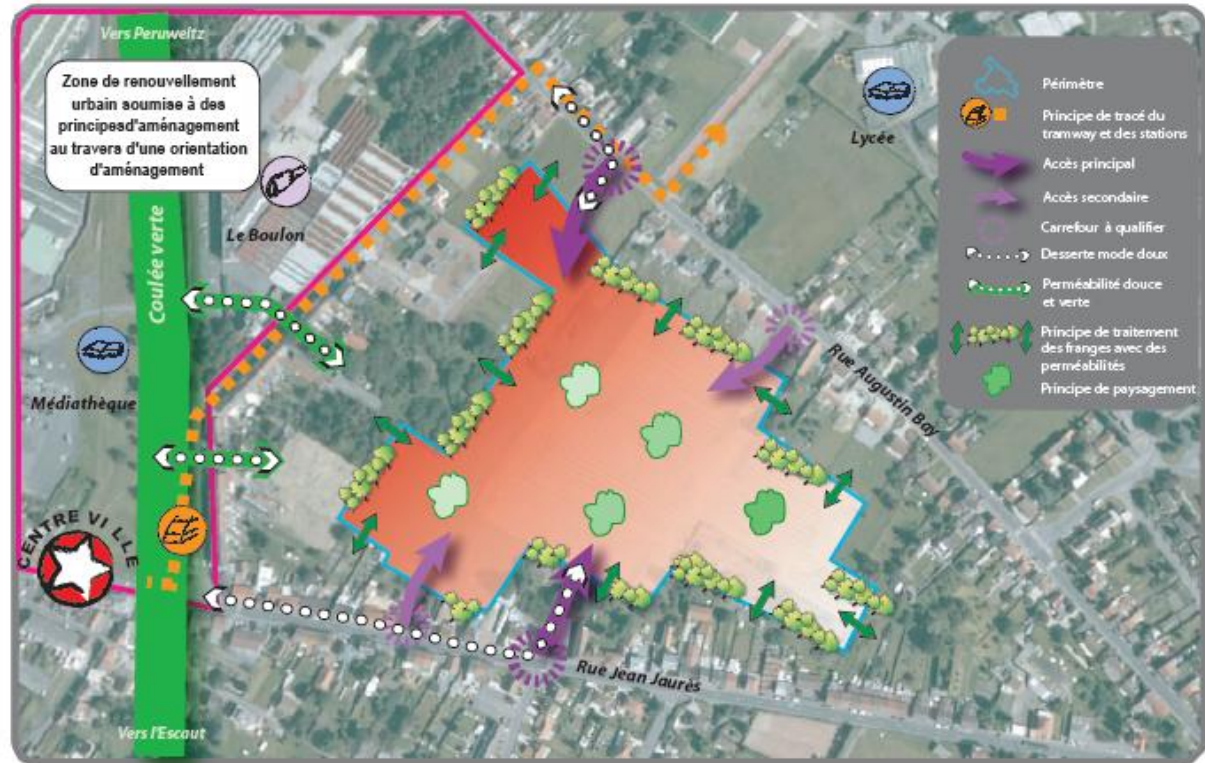 Vers Peruweltz
Zone de renouvellement
urbain soumise à des
principesd'aménagement
au travers d'une orientation
d'aménagement
Le Boulon
Coulée verte
Médiathèque
CENTRE VILLE
Vers l'Escaut
Lycée
Rue Augustin Bay
Rue Jean Jaurès
Périmètre
Principe de tracé du
tramway et des stations
Accès principal
Accès secondaire
Carrefour à qualifier
Desserte mode doux
Perméabilité douce
et verte
Principe de traitement
des franges avec des
perméabilités
Principe de paysagement